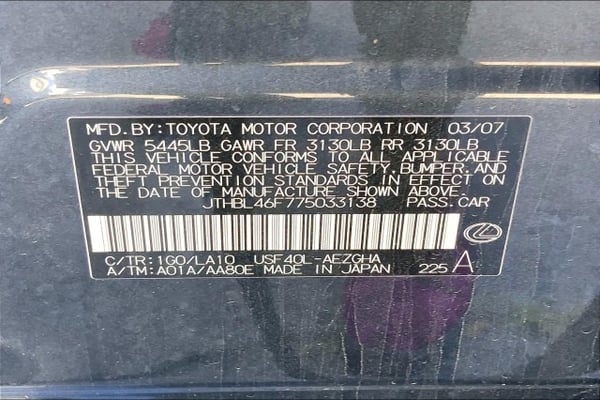 MFD. BY: TOYOTA MOTOR CORPORATION 03/07
GVWR 5445LB GAWR FR 3130LB RR 3130LB
THIS VEHICLE CONFORMS TO ALL APPLICABLE
FEDERAL MOTOR VEHICLE SAFETY, BUMPER, AND
THEFT PREVENTION STANDARDS IN EFFECT ON
THE DATE OF MANUFACTURE SHOWN ABOVE.
JTHBL46F775033138 PASS. CAR
C/TR: 1G0/LA10 USF40L-AEZGHA
A/TM: A01A/AA80E MADE IN JAPAN 225 A